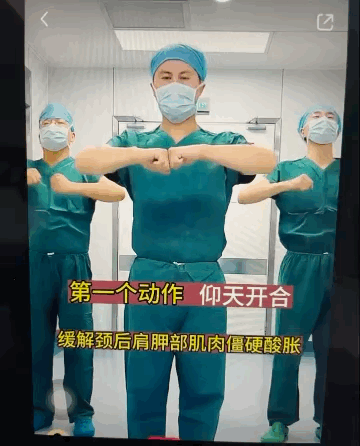 第一个动作 仰天开合
缓解颈后肩胛部肌肉僵硬酸胀